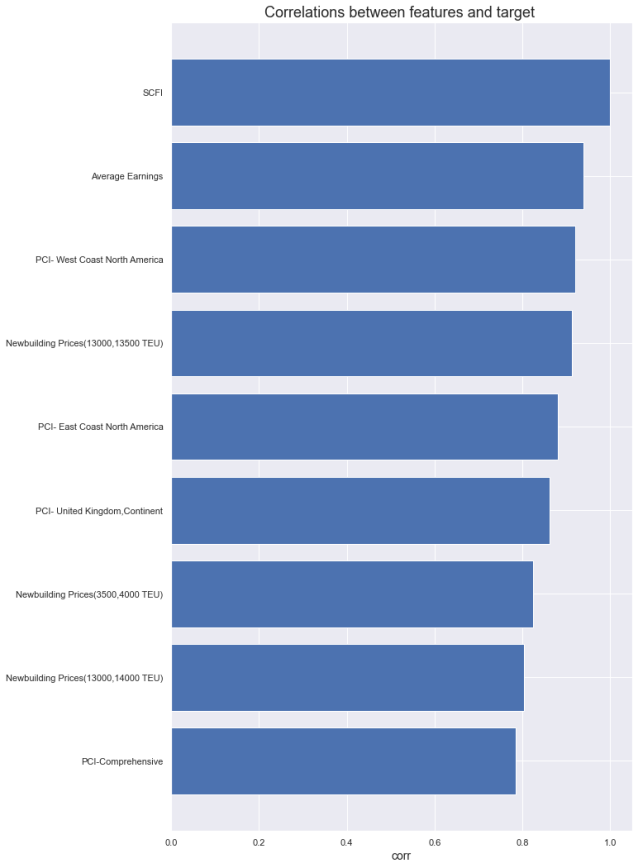 Correlations between features and target
SCFI
Average Earnings
PCI- West Coast North America
Newbuilding Prices(13000,13500 TEU)
PCI- East Coast North America
PCI- United Kingdom,Continent
Newbuilding Prices(3500,4000 TEU)
Newbuilding Prices(13000,14000 TEU)
PCI-Comprehensive
0.0 0.2 0.4 0.6 0.8 1.0
corr